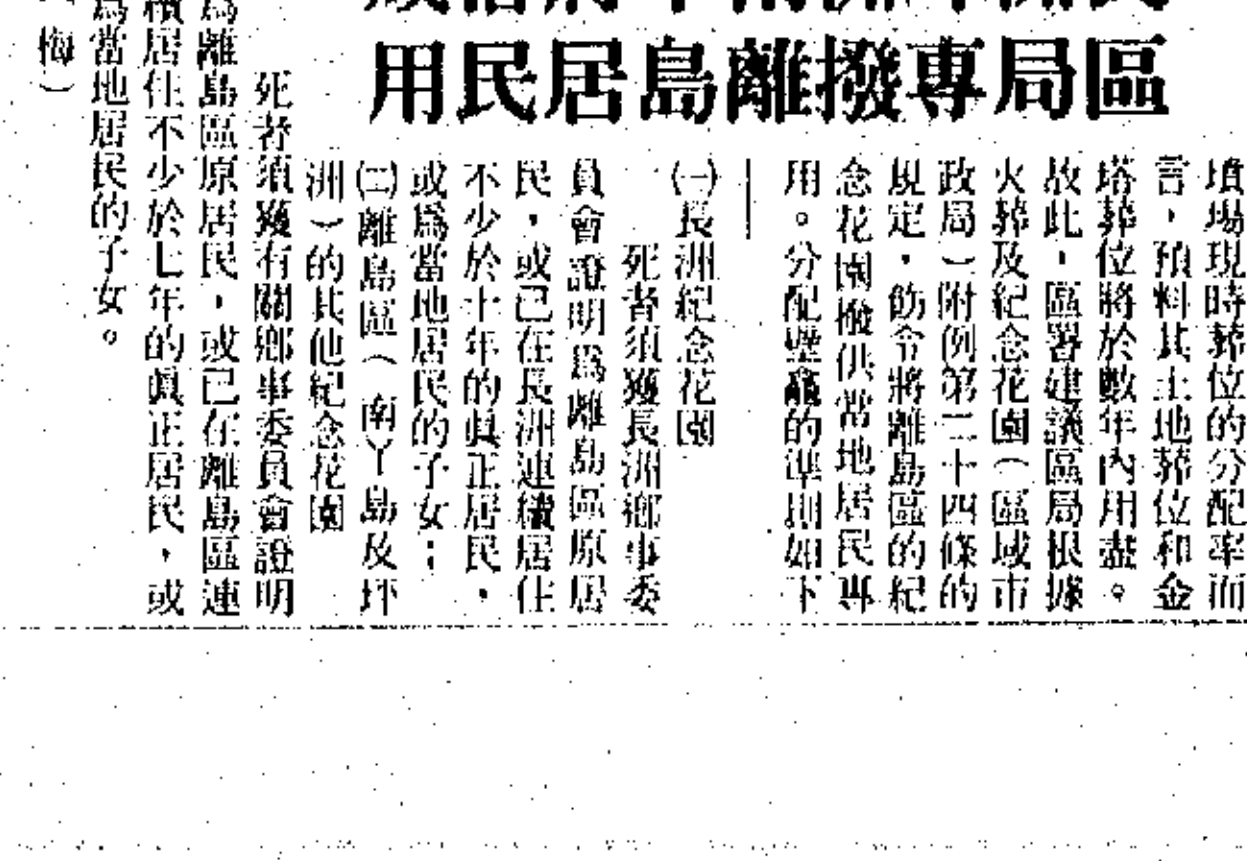 區局專撥離島居民用
墳場現時葬位的分配率而
言，預料其土地葬位和金
塔葬位將於數年內用盡。
故此，區署建議區局根據
火葬及紀念花園（區域市
政局）附例第二十四條的
規定，飭令將離島區的紀
念花園撥供當地居民專
用。分配壁龕的準則如下
㈠長洲紀念花園
死者須獲長洲鄉事委
員會證明爲離島區原居
民，或已在長洲連續居住
不少於十年的眞正居民，
或爲當地居民的子女；
㈡離島區（南丫島及坪
洲）的其他紀念花園
死者須獲有關鄉事委員會證明
爲離島區原居民，或已在離島區連
續居住不少於七年的眞正居民，或
爲當地居民的子女。
梅）